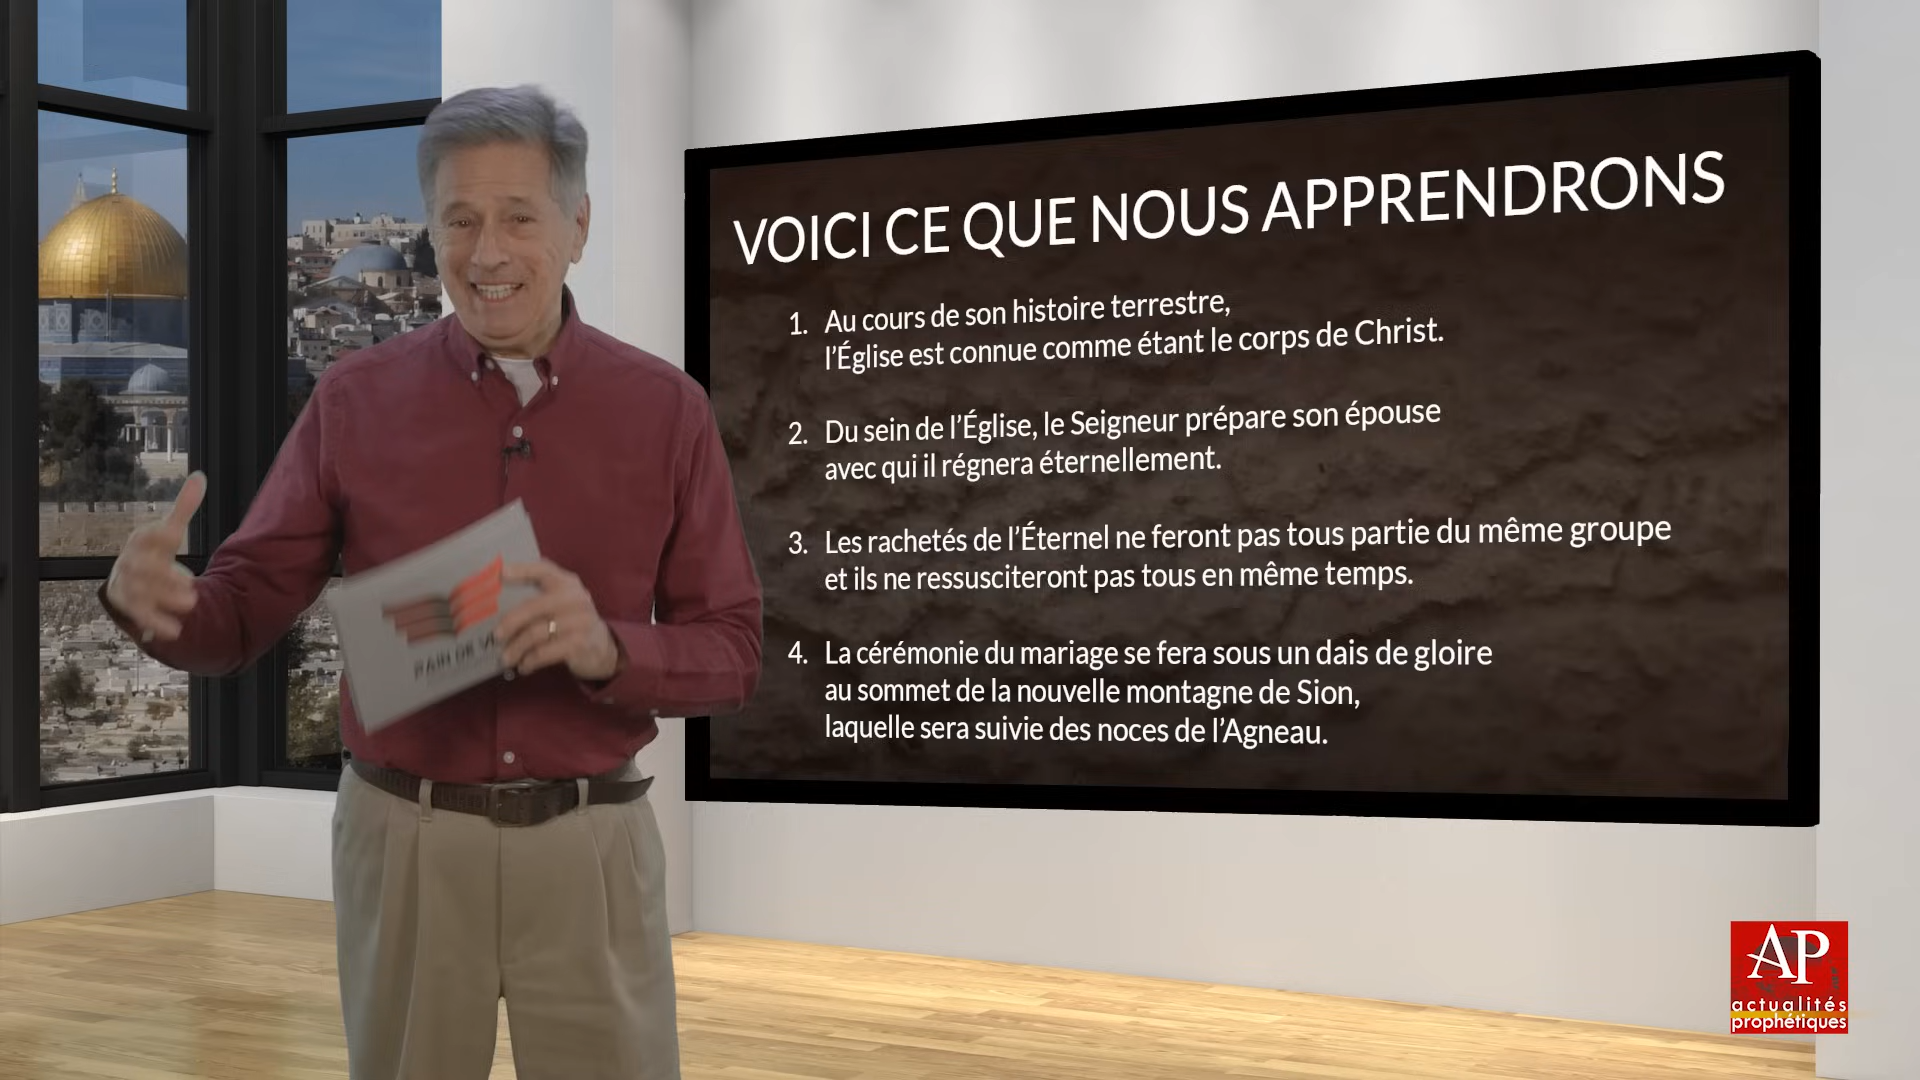 VOICI CE QUE NOUS APPRENDRONS
1. Au cours de son histoire terrestre,
l’Église est connue comme étant le corps de Christ.
2. Du sein de l’Église, le Seigneur prépare son épouse
avec qui il régnera éternellement.
3. Les rachetés de l’Éternel ne feront pas tous partie du même groupe
et ils ne ressusciteront pas tous en même temps.
4. La cérémonie du mariage se fera sous un dais de gloire
au sommet de la nouvelle montagne de Sion,
laquelle sera suivie des noces de l’Agneau.
PAIN DE VI
AP
actualités
prophétiques